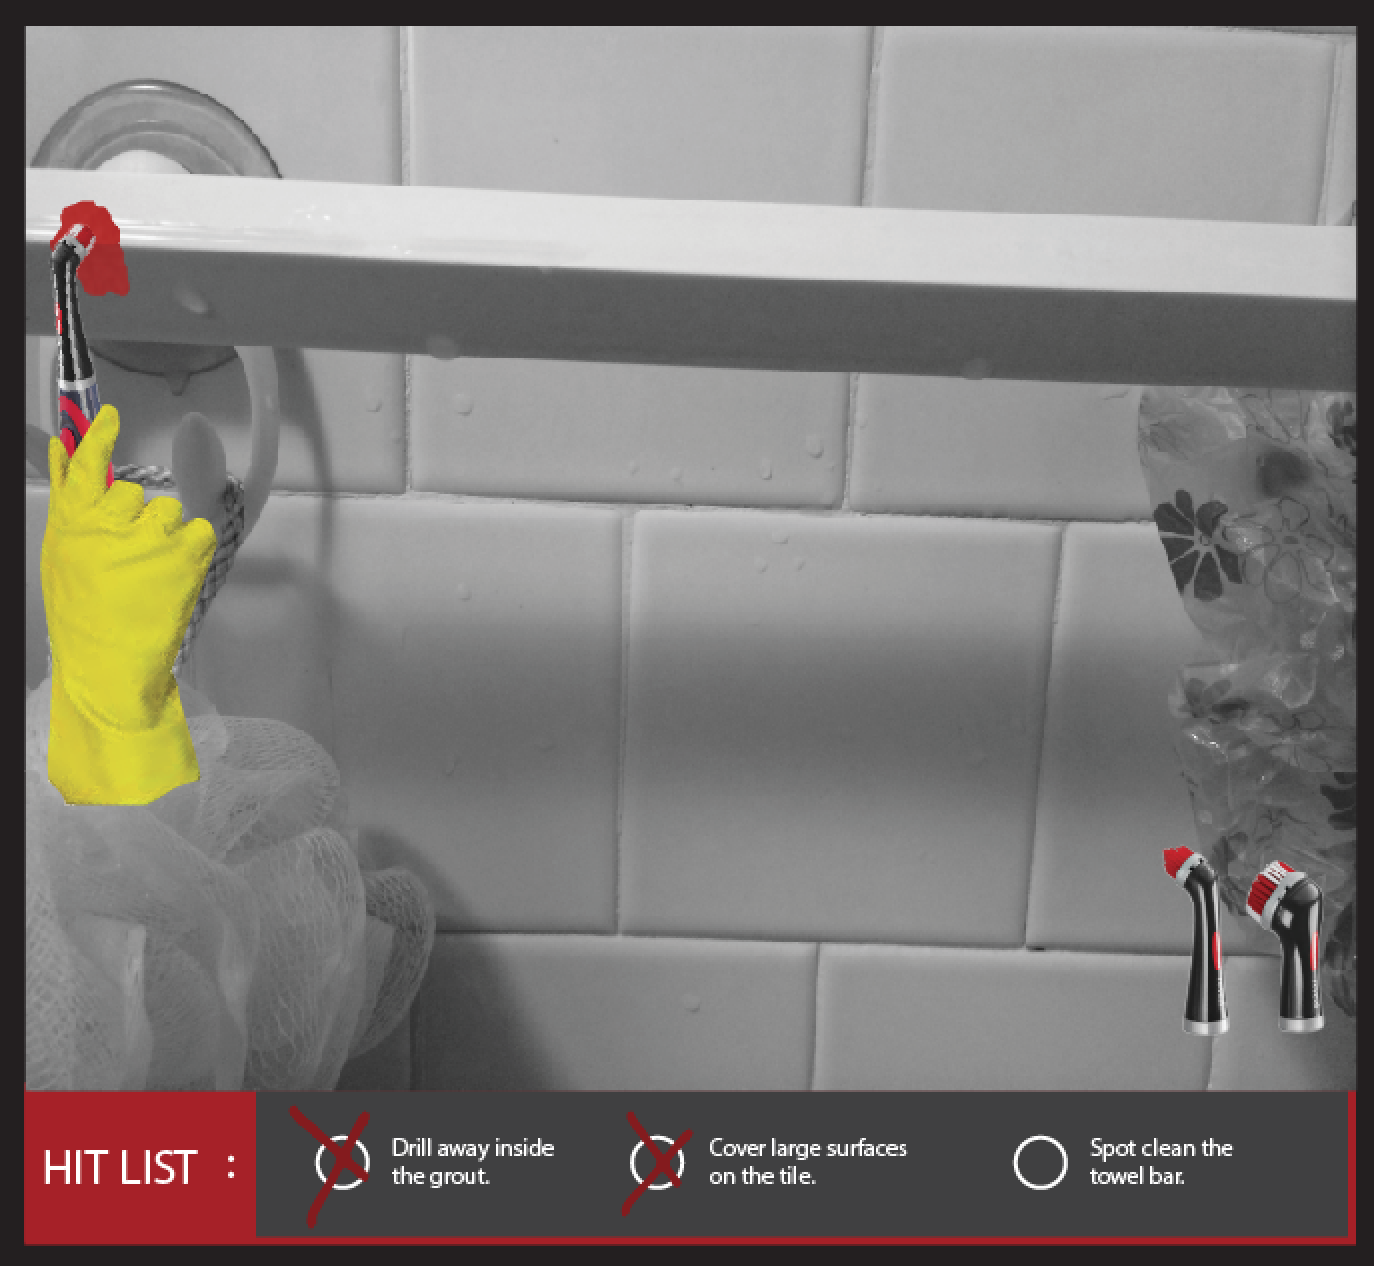 HIT LIST :
Drill away inside
the grout.
Cover large surfaces
on the tile.
Spot clean the
towel bar.